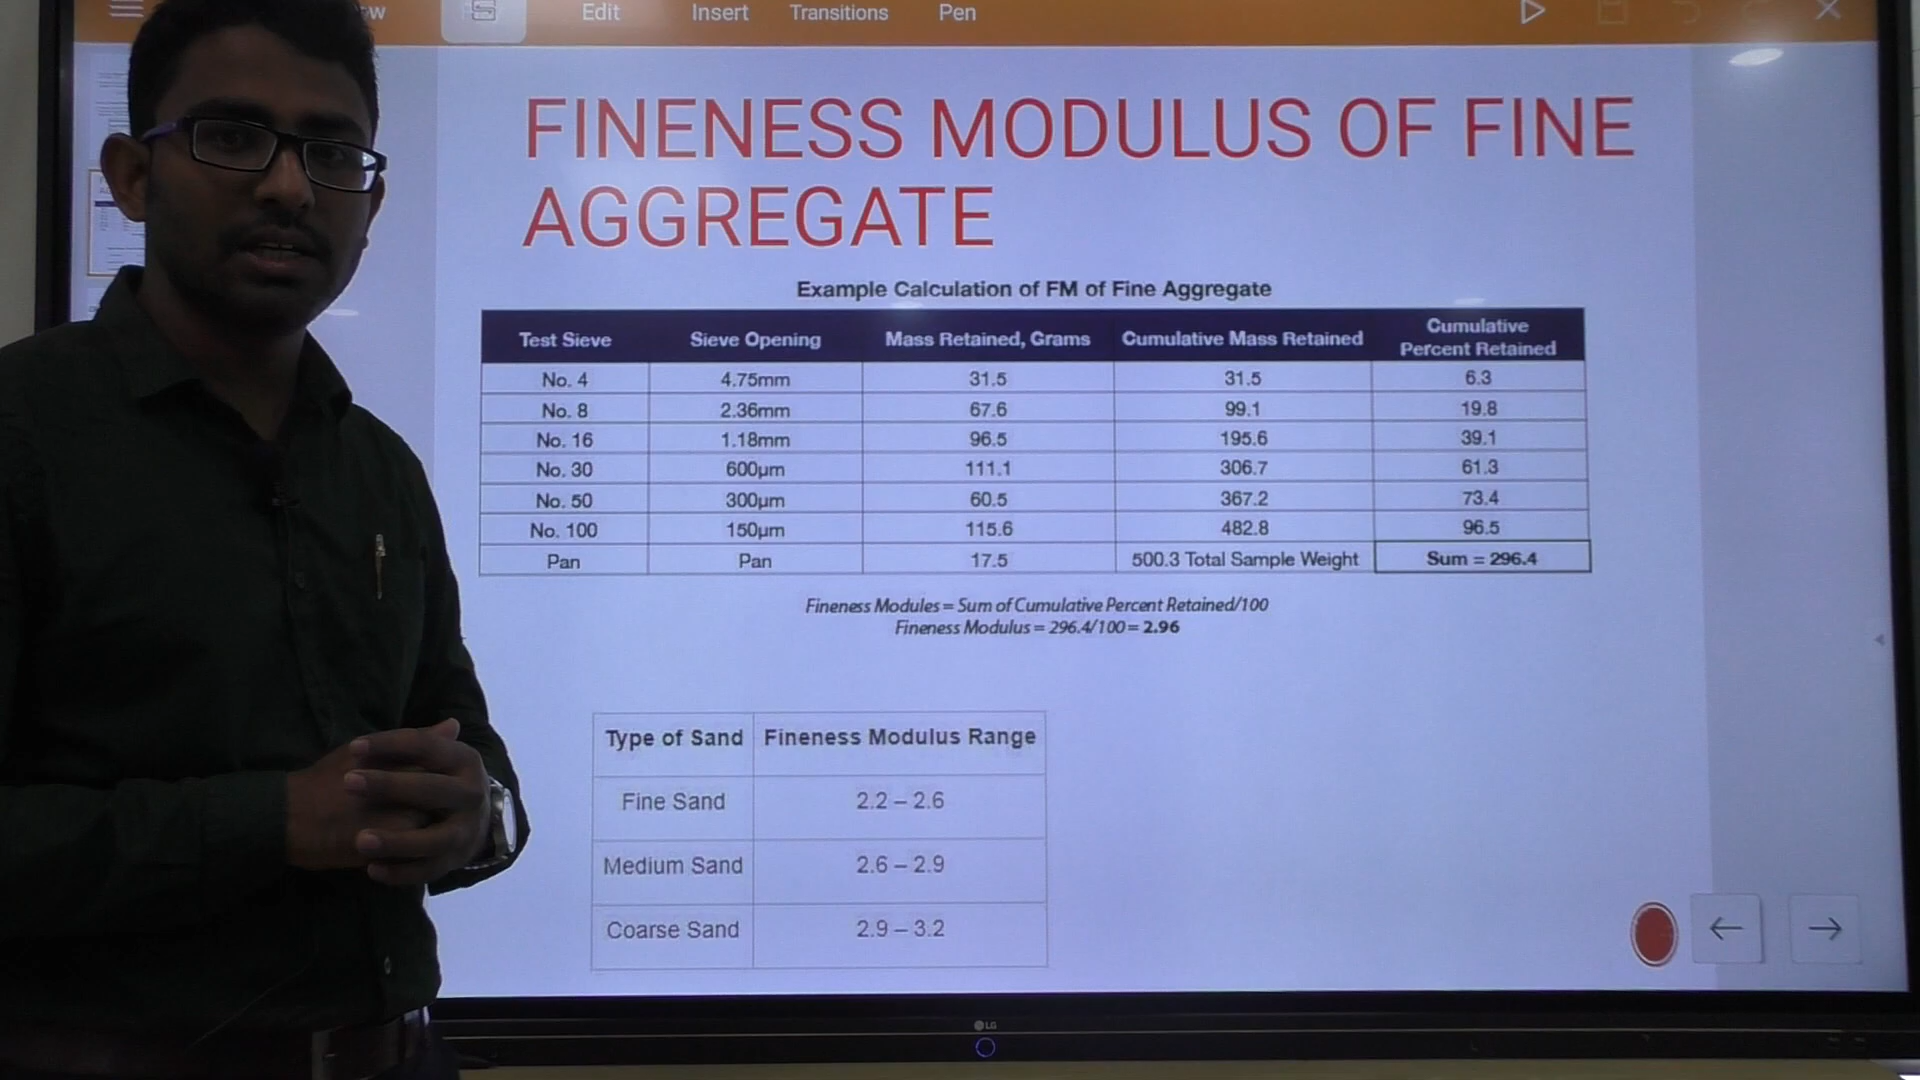 Edit Insert Transitions Pen
FINENESS MODULUS OF FINE
AGGREGATE
Example Calculation of FM of Fine Aggregate
Test Sieve Sieve Opening Mass Retained, Grams Cumulative Mass Retained Cumulative Percent Retained
No. 4 4.75mm 31.5 31.5 6.3
No. 8 2.36mm 67.6 99.1 19.8
No. 16 1.18mm 96.5 195.6 39.1
No. 30 600µm 111.1 306.7 61.3
No. 50 300µm 60.5 367.2 73.4
No. 100 150µm 115.6 482.8 96.5
Pan Pan 17.5 500.3 Total Sample Weight Sum = 296.4
Fineness Modules = Sum of Cumulative Percent Retained/100
Fineness Modulus = 296.4/100 = 2.96
Type of Sand Fineness Modulus Range
Fine Sand 2.2 – 2.6
Medium Sand 2.6 – 2.9
Coarse Sand 2.9 – 3.2
LG